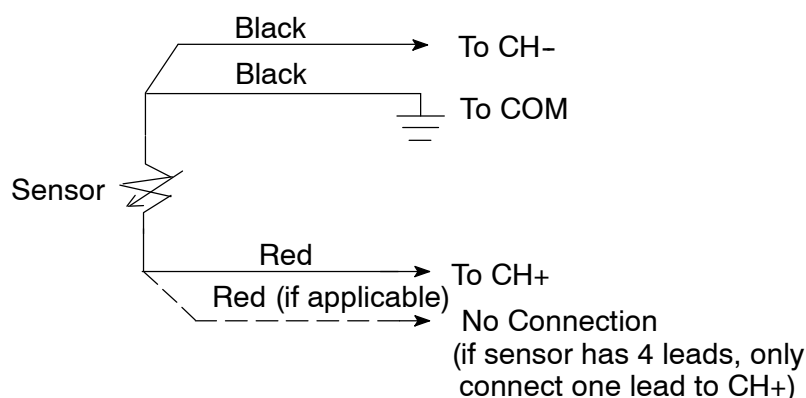 Black
To CH-
Black
To COM
Sensor
Red
To CH+
Red (if applicable)
No Connection
(if sensor has 4 leads, only
connect one lead to CH+)